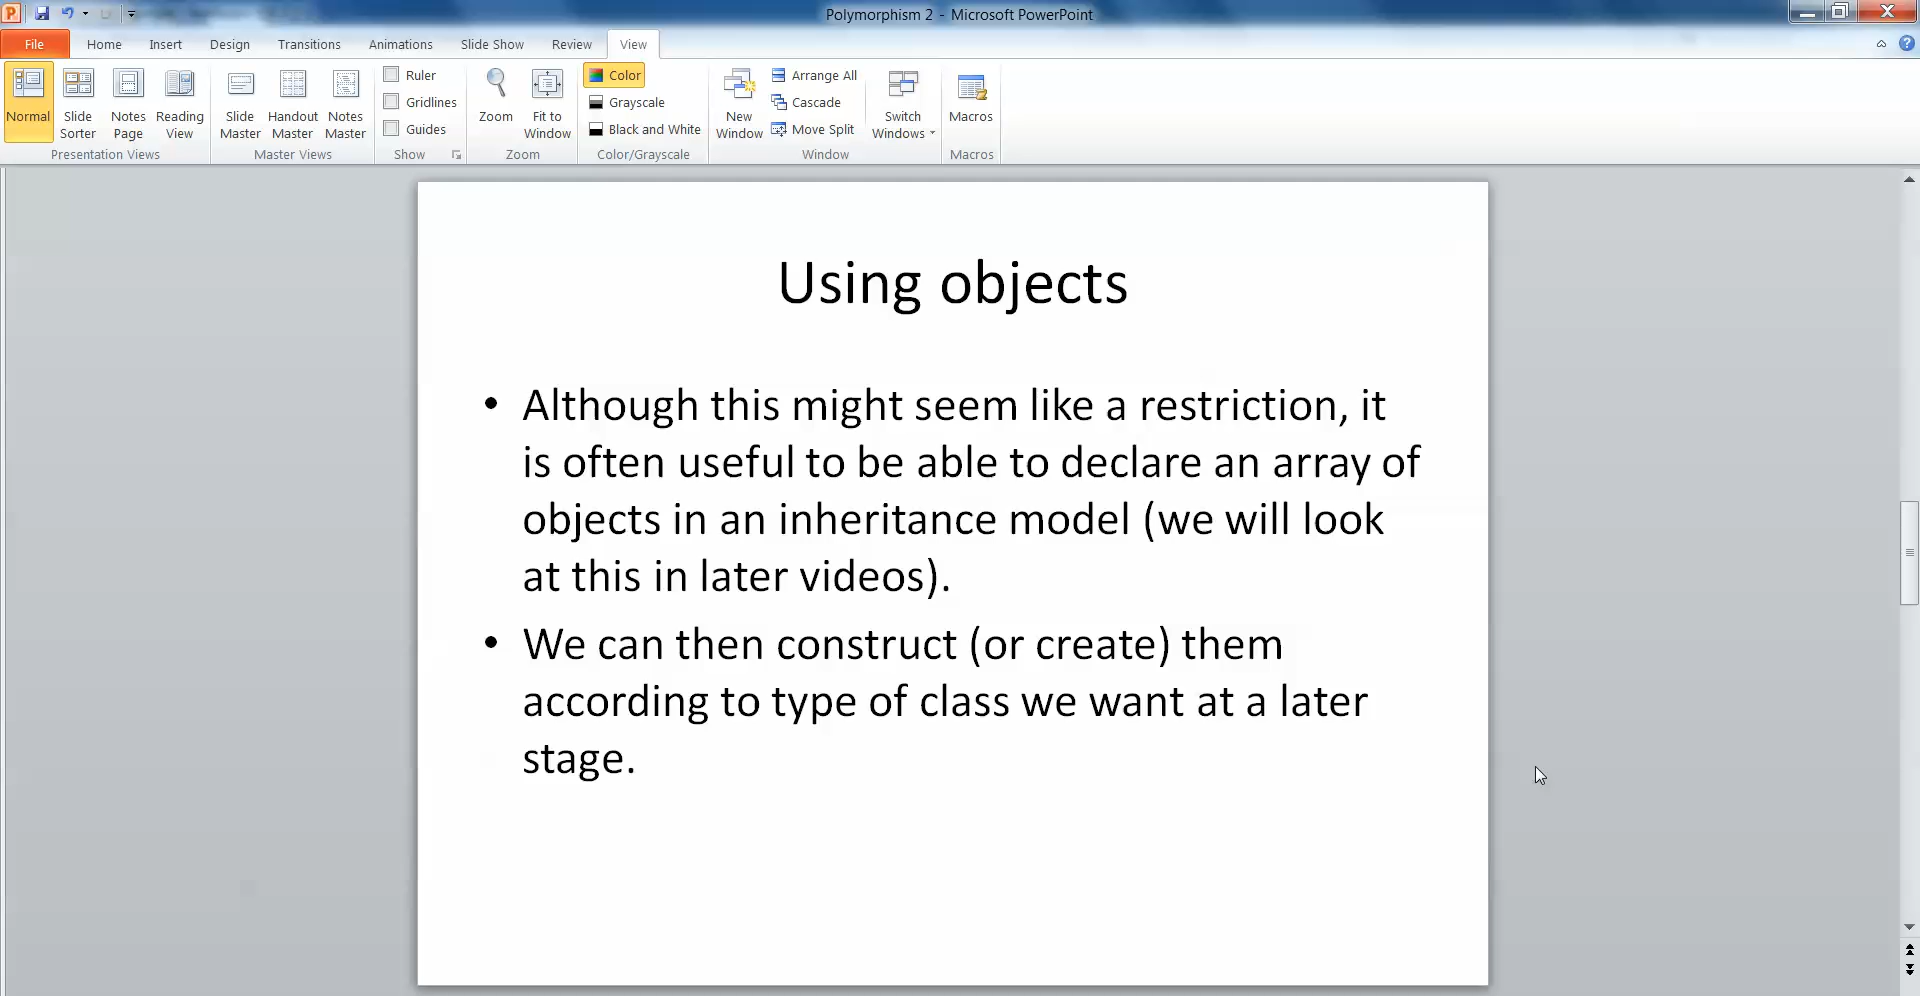 Polymorphism 2 - Microsoft PowerPoint
File Home Insert Design Transitions Animations Slide Show Review View
Normal Slide Sorter Notes Page Reading View
Presentation Views
Slide Master Handout Master Notes Master
Master Views
Ruler
Gridlines
Guides
Show
Zoom Fit to Window
Zoom
Color
Grayscale
Black and White
Color/Grayscale
New Window
Arrange All
Cascade
Move Split
Switch Windows
Window
Macros
Macros
Using objects
• Although this might seem like a restriction, it
is often useful to be able to declare an array of
objects in an inheritance model (we will look
at this in later videos).
• We can then construct (or create) them
according to type of class we want at a later
stage.